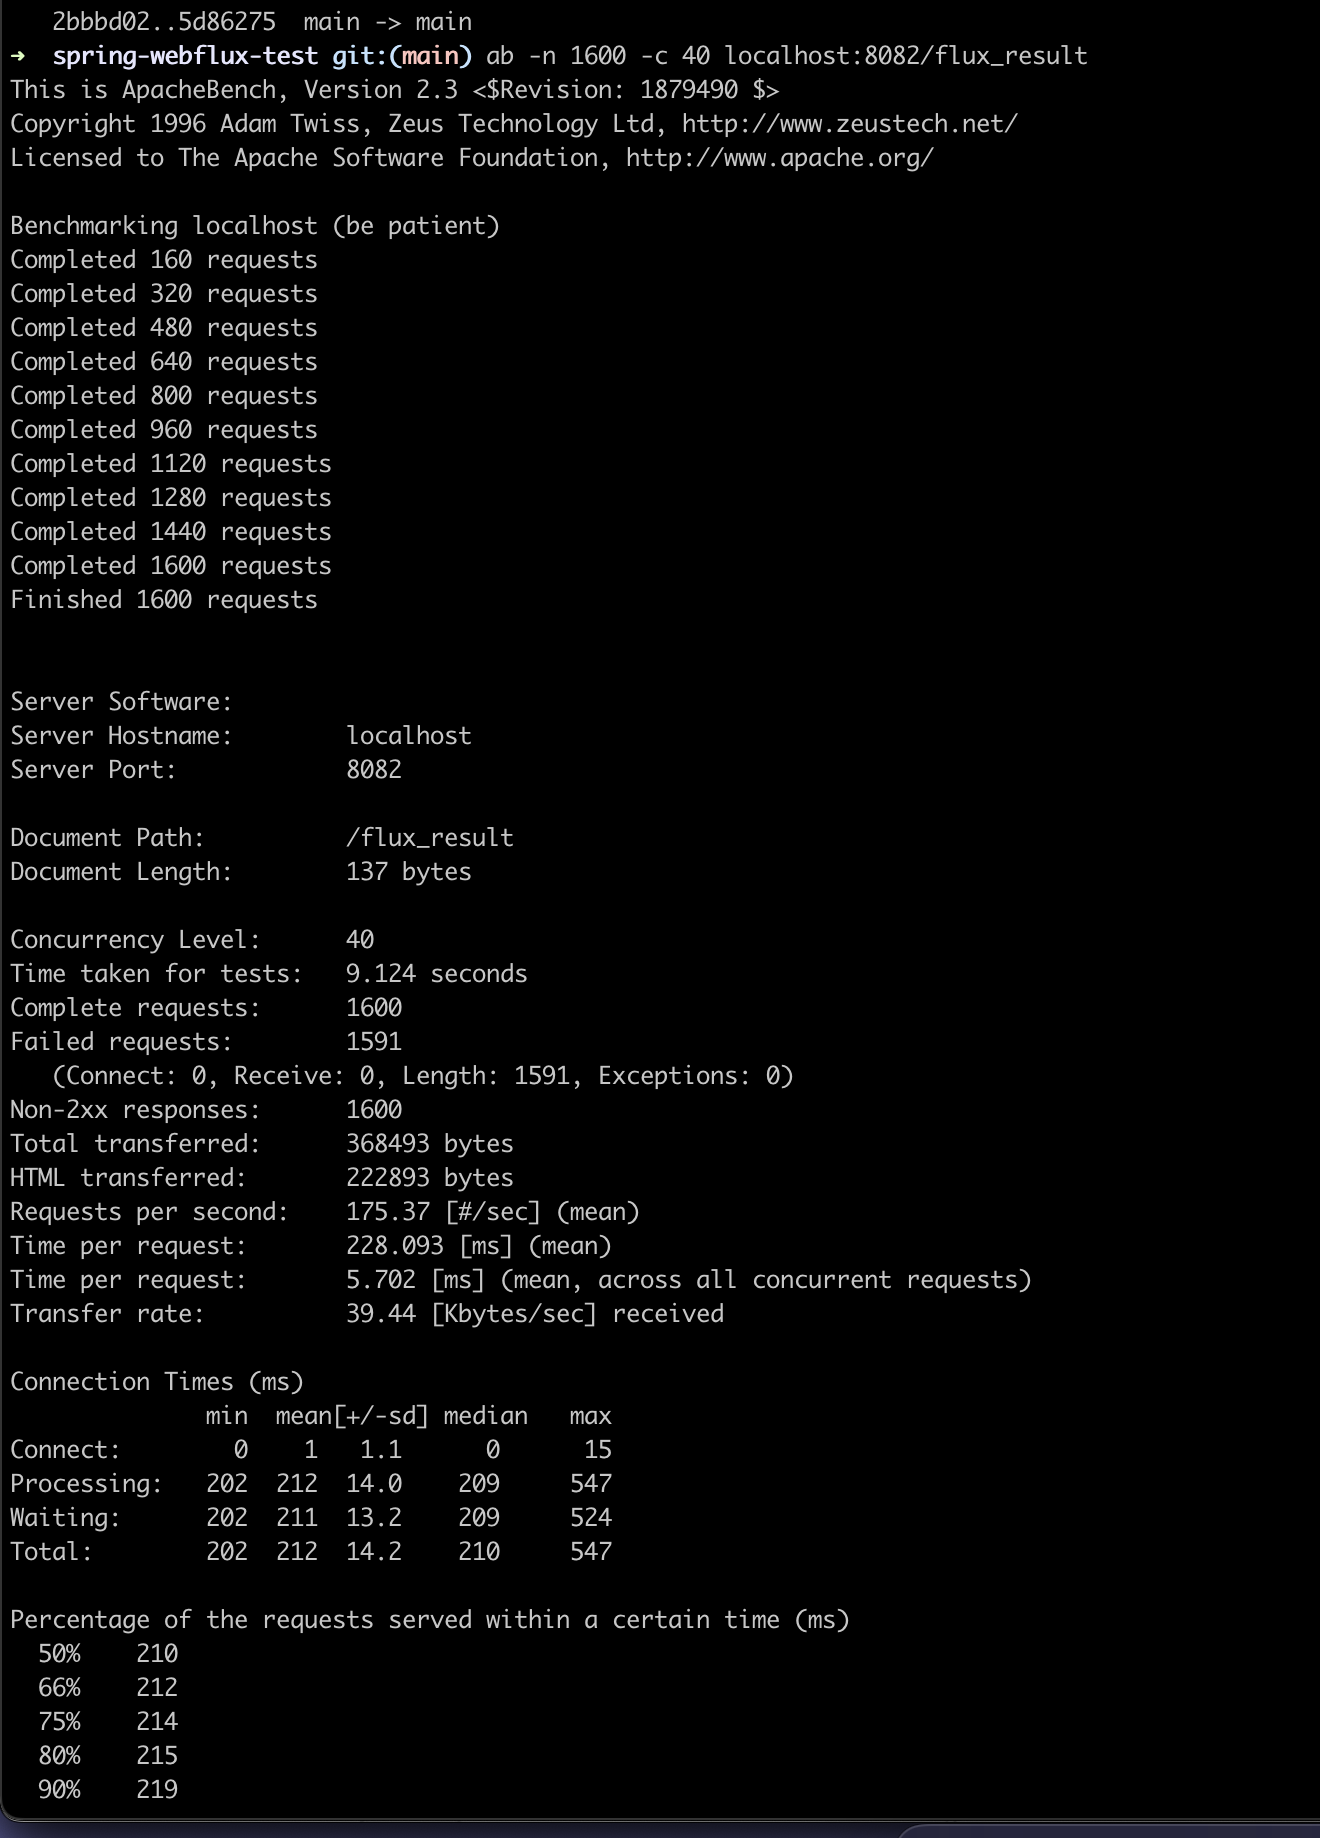 2bbbd02..5d86275  main -> main
→  spring-webflux-test git:(main) ab -n 1600 -c 40 localhost:8082/flux_result
This is ApacheBench, Version 2.3 <$Revision: 1879490 $>
Copyright 1996 Adam Twiss, Zeus Technology Ltd, http://www.zeustech.net/
Licensed to The Apache Software Foundation, http://www.apache.org/
Benchmarking localhost (be patient)
Completed 160 requests
Completed 320 requests
Completed 480 requests
Completed 640 requests
Completed 800 requests
Completed 960 requests
Completed 1120 requests
Completed 1280 requests
Completed 1440 requests
Completed 1600 requests
Finished 1600 requests
Server Software:
Server Hostname:        localhost
Server Port:            8082
Document Path:          /flux_result
Document Length:        137 bytes
Concurrency Level:      40
Time taken for tests:   9.124 seconds
Complete requests:      1600
Failed requests:        1591
   (Connect: 0, Receive: 0, Length: 1591, Exceptions: 0)
Non-2xx responses:      1600
Total transferred:      368493 bytes
HTML transferred:       222893 bytes
Requests per second:    175.37 [#/sec] (mean)
Time per request:       228.093 [ms] (mean)
Time per request:       5.702 [ms] (mean, across all concurrent requests)
Transfer rate:          39.44 [Kbytes/sec] received
Connection Times (ms)
              min  mean[+/-sd] median   max
Connect:        0    1   1.1      0      15
Processing:   202  212  14.0    209     547
Waiting:      202  211  13.2    209     524
Total:        202  212  14.2    210     547
Percentage of the requests served within a certain time (ms)
  50%    210
  66%    212
  75%    214
  80%    215
  90%    219